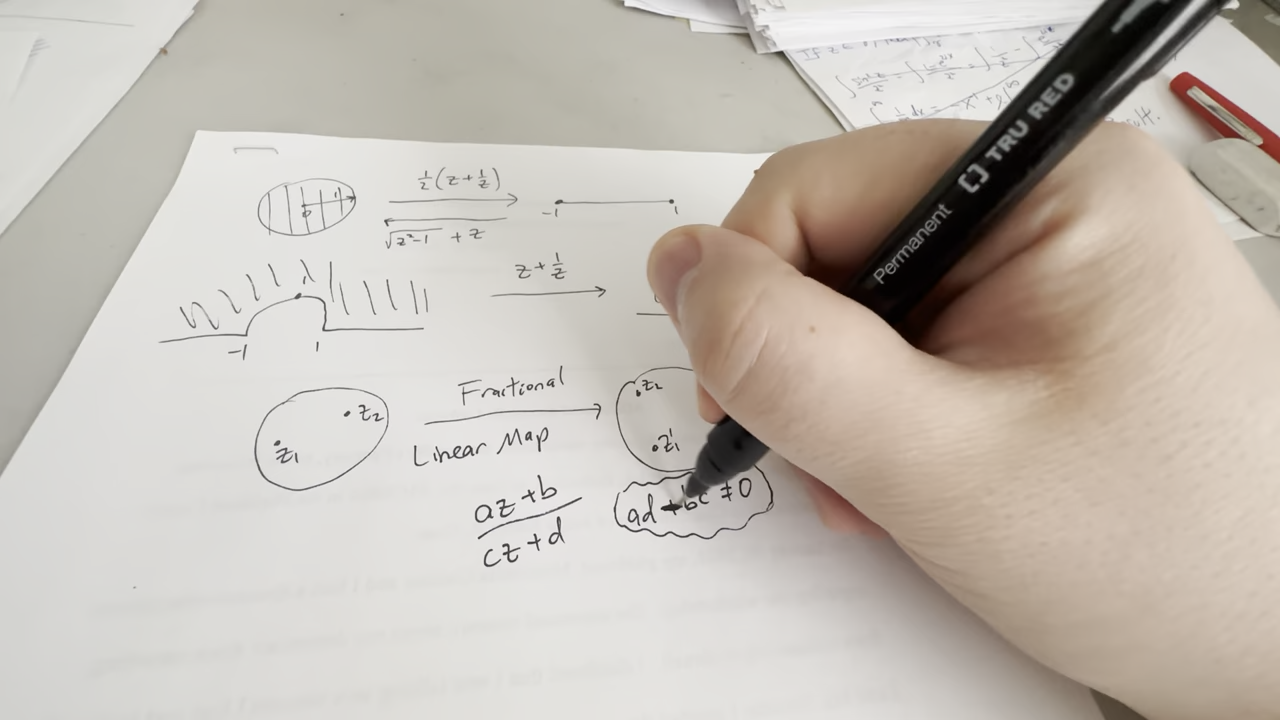 ½(z + 1/z)
√(z²-1) + z
-1 1
z + 1/z
-1 1
Fractional
Linear Map
z₂
z₁
z₂
z₁'
az + b
cz + d
ad + bc ≠ 0
Permanent TRU RED